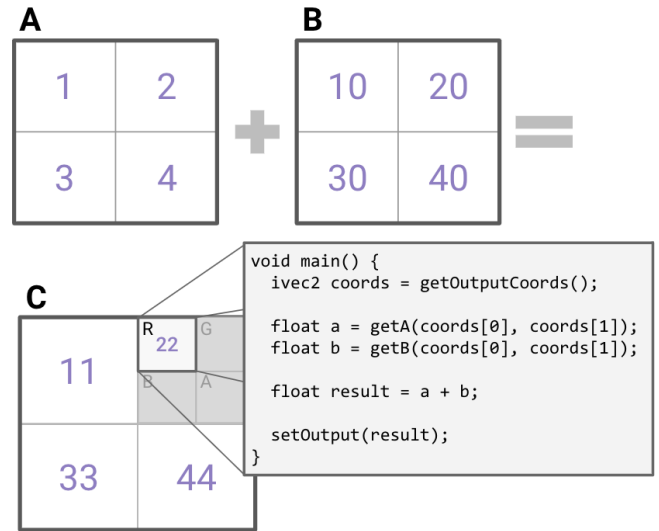 A
B
1 2
10 20
+
=
3 4
30 40
C
void main() {
ivec2 coords = getOutputCoords();
float a = getA(coords[0], coords[1]);
float b = getB(coords[0], coords[1]);
float result = a + b;
setOutput(result);
}
11
R
22
G
B
A
33 44